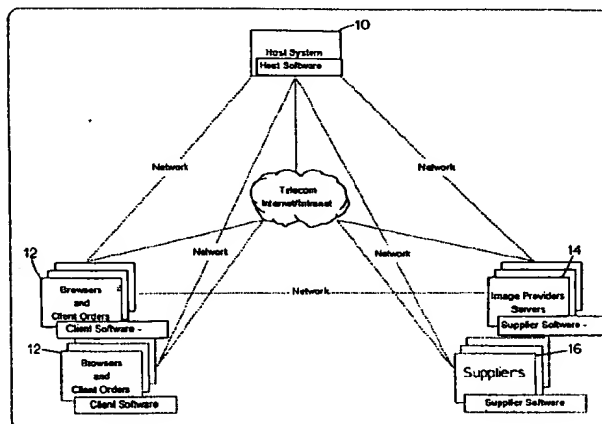 10
Host System
Host Software
Network
Network
Telecom
Internet/Intranet
Network
Network
12
Browsers
and
Client Orders
Client Software -
Network
14
Image Providers
Servers
Supplier Software -
12
Browsers
and
Client Orders
Client Software
16
Suppliers
Supplier Software